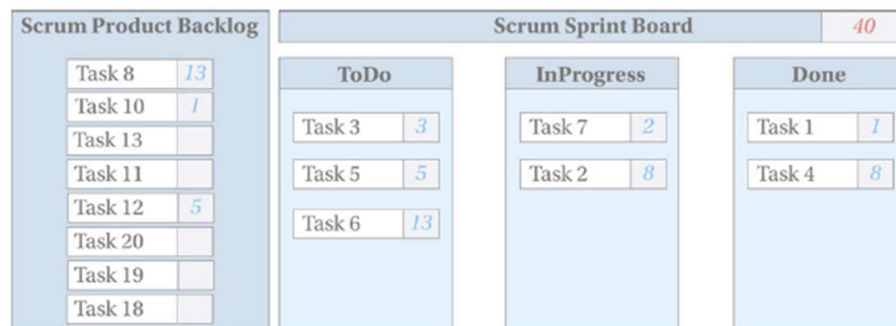 Scrum Product Backlog
Task 8 13
Task 10 1
Task 13
Task 11
Task 12 5
Task 20
Task 19
Task 18
Scrum Sprint Board 40
ToDo
Task 3 3
Task 5 5
Task 6 13
InProgress
Task 7 2
Task 2 8
Done
Task 1 1
Task 4 8